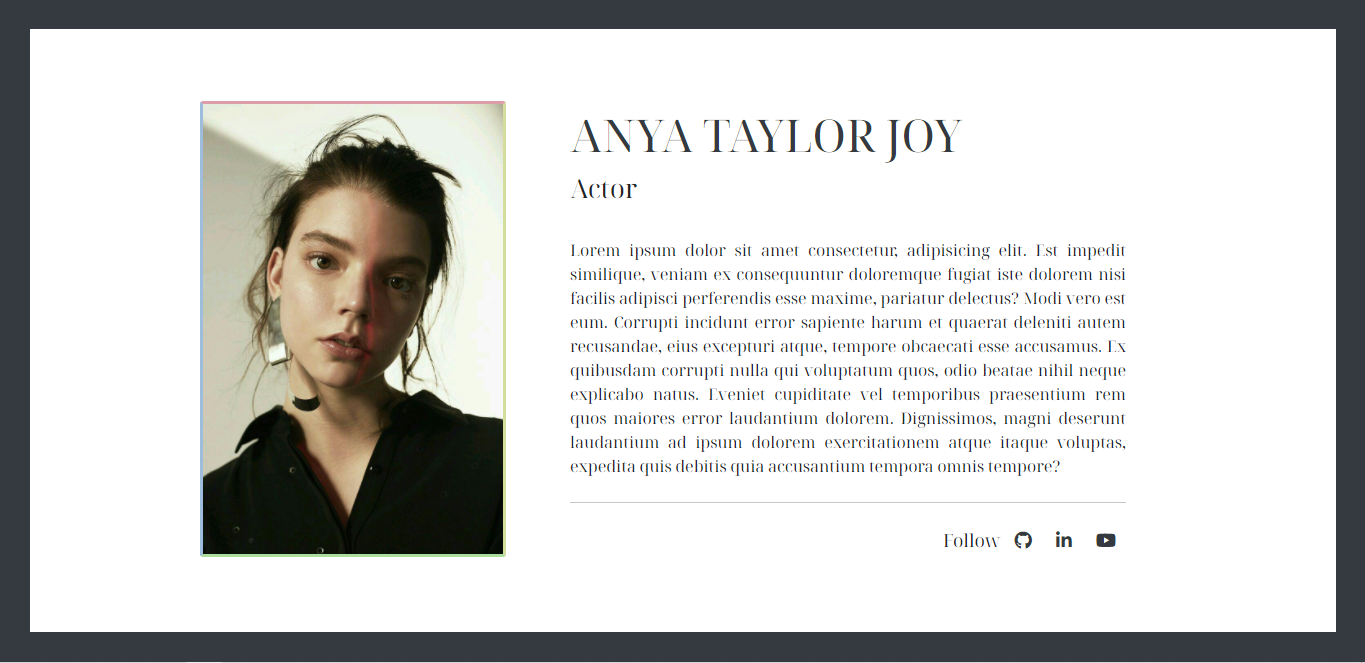 ANYA TAYLOR JOY
Actor
Lorem ipsum dolor sit amet consectetur, adipisicing elit. Est impedit
similique, veniam ex consequuntur doloremque fugiat iste dolorem nisi
facilis adipisci perferendis esse maxime, pariatur delectus? Modi vero est
eum. Corrupti incidunt error sapiente harum et quaerat deleniti autem
recusandae, eius excepturi atque, tempore obcaecati esse accusamus. Ex
quibusdam corrupti nulla qui voluptatum quos, odio beatae nihil neque
explicabo natus. Eveniet cupiditate vel temporibus praesentium rem
quos maiores error laudantium dolorem. Dignissimos, magni deserunt
laudantium ad ipsum dolorem exercitationem atque itaque voluptas,
expedita quis debitis quia accusantium tempora omnis tempore?
Follow in